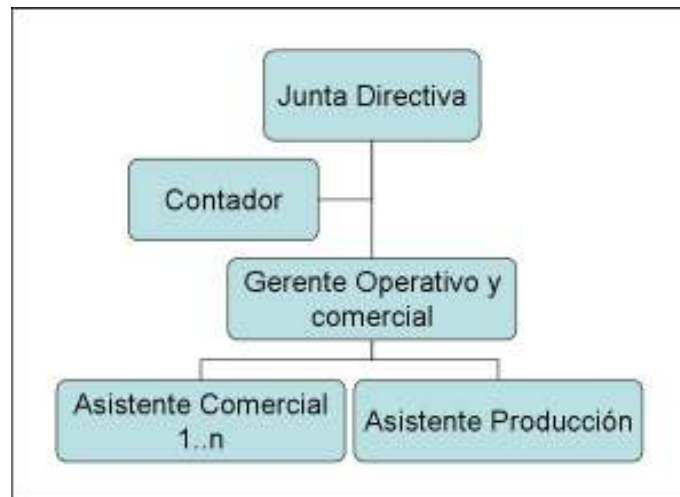 Junta Directiva
Contador
Gerente Operativo y
comercial
Asistente Comercial
1..n
Asistente Producción